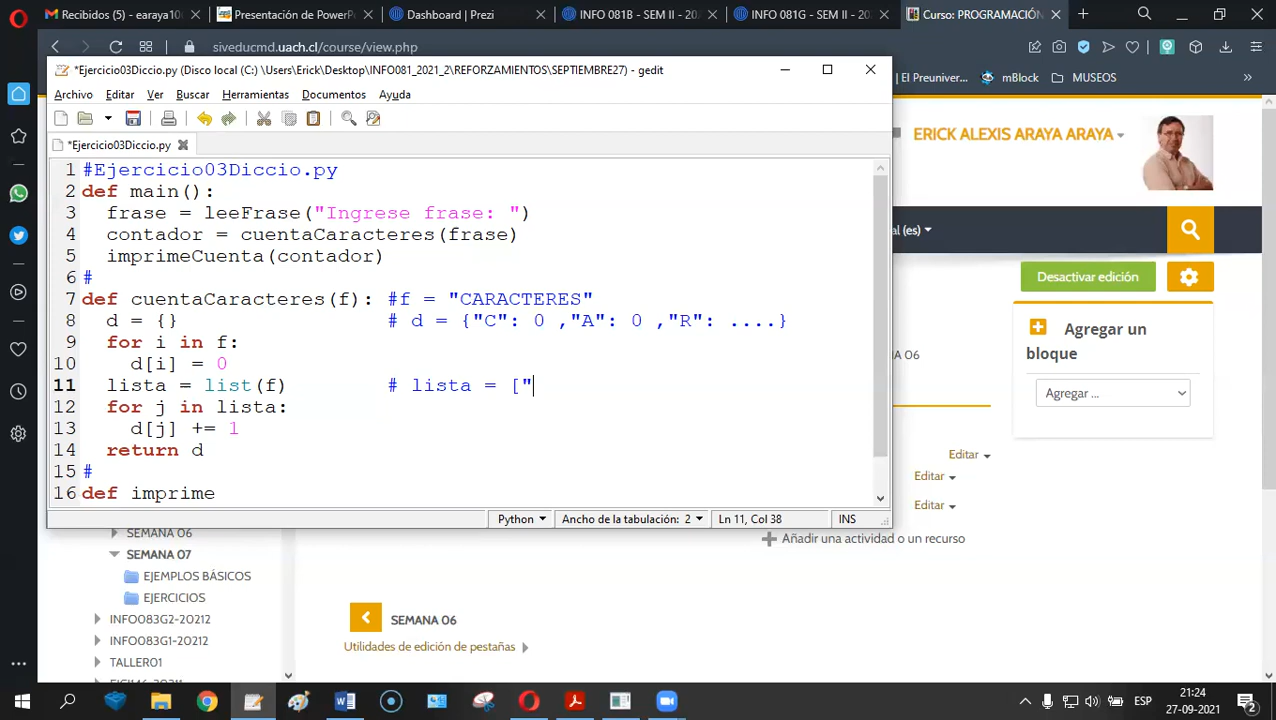 Recibidos (5) - earaya10
Presentación de PowerP
Dashboard | Prezi
INFO 081B - SEM II - 20
INFO 081G - SEM II - 20
Curso: PROGRAMACIÓN
siveducmd.uach.cl/course/view.php
*Ejercicio03Diccio.py (Disco local (C:) \Users\Erick\Desktop\INFO081_2021_2\REFORZAMIENTOS\SEPTIEMBRE27) - gedit
| El Preuniver...
mBlock
MUSEOS
»
Archivo Editar Ver Buscar Herramientas Documentos Ayuda
*Ejercicio03Diccio.py
ERICK ALEXIS ARAYA ARAYA
1 #Ejercicio03Diccio.py
2 def main():
3 frase = leeFrase("Ingrese frase: ")
4 contador = cuentaCaracteres(frase)
5 imprimeCuenta(contador)
6 #
7 def cuentaCaracteres(f): #f = "CARACTERES"
8 d = {} # d = {"C": 0 ,"A": 0 ,"R": ....}
9 for i in f:
10 d[i] = 0
11 lista = list(f) # lista = ["
12 for j in lista:
13 d[j] += 1
14 return d
15 #
16 def imprime
al (es)
Desactivar edición
Agregar un
bloque
Agregar ...
06
Editar
Editar
Editar
Python Ancho de la tabulación: 2 Ln 11, Col 38 INS
Añadir una actividad o un recurso
SEMANA 06
SEMANA 07
EJEMPLOS BÁSICOS
EJERCICIOS
INFO083G2-20212
INFO083G1-20212
TALLER01
SEMANA 06
Utilidades de edición de pestañas
ESP
21:24
27-09-2021
2